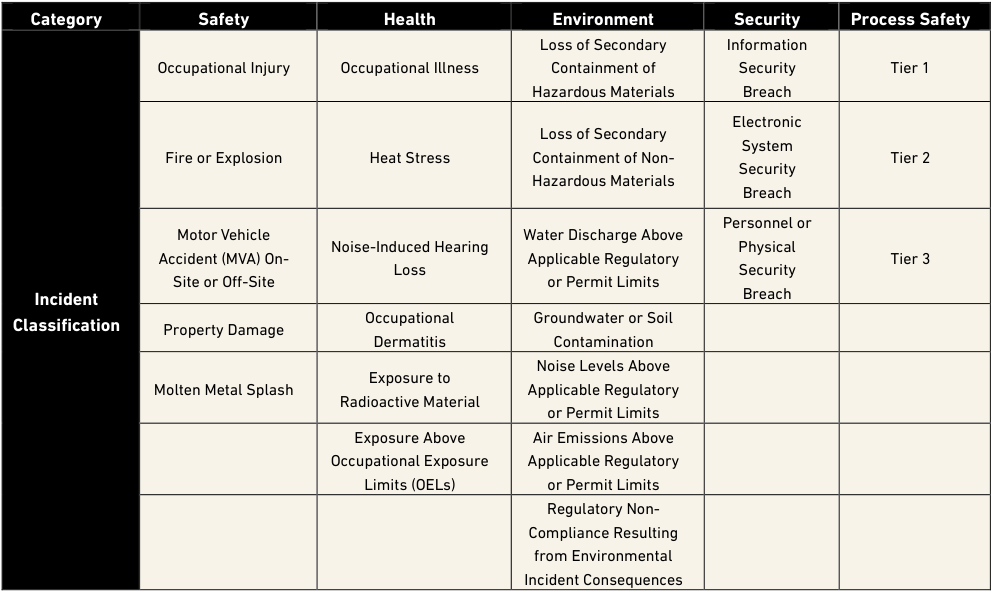 Category Safety Health Environment Security Process Safety
Incident
Classification
Occupational Injury
Occupational Illness
Loss of Secondary
Containment of
Hazardous Materials
Information
Security
Breach
Tier 1
Fire or Explosion
Heat Stress
Loss of Secondary
Containment of Non-
Hazardous Materials
Electronic
System
Security
Breach
Tier 2
Motor Vehicle
Accident (MVA) On-
Site or Off-Site
Noise-Induced Hearing
Loss
Water Discharge Above
Applicable Regulatory
or Permit Limits
Personnel or
Physical
Security
Breach
Tier 3
Property Damage
Occupational
Dermatitis
Groundwater or Soil
Contamination
Molten Metal Splash
Exposure to
Radioactive Material
Noise Levels Above
Applicable Regulatory
or Permit Limits
Exposure Above
Occupational Exposure
Limits (OELs)
Air Emissions Above
Applicable Regulatory
or Permit Limits
Regulatory Non-
Compliance Resulting
from Environmental
Incident Consequences